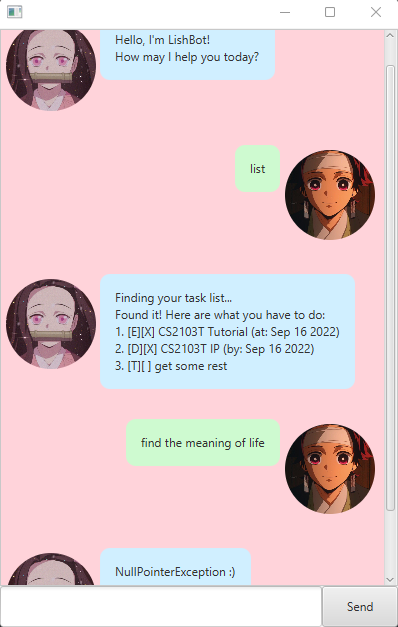 Hello, I'm LishBot!
How may I help you today?
list
Finding your task list...
Found it! Here are what you have to do:
1. [E][X] CS2103T Tutorial (at: Sep 16 2022)
2. [D][X] CS2103T IP (by: Sep 16 2022)
3. [T][ ] get some rest
find the meaning of life
NullPointerException :)
Send